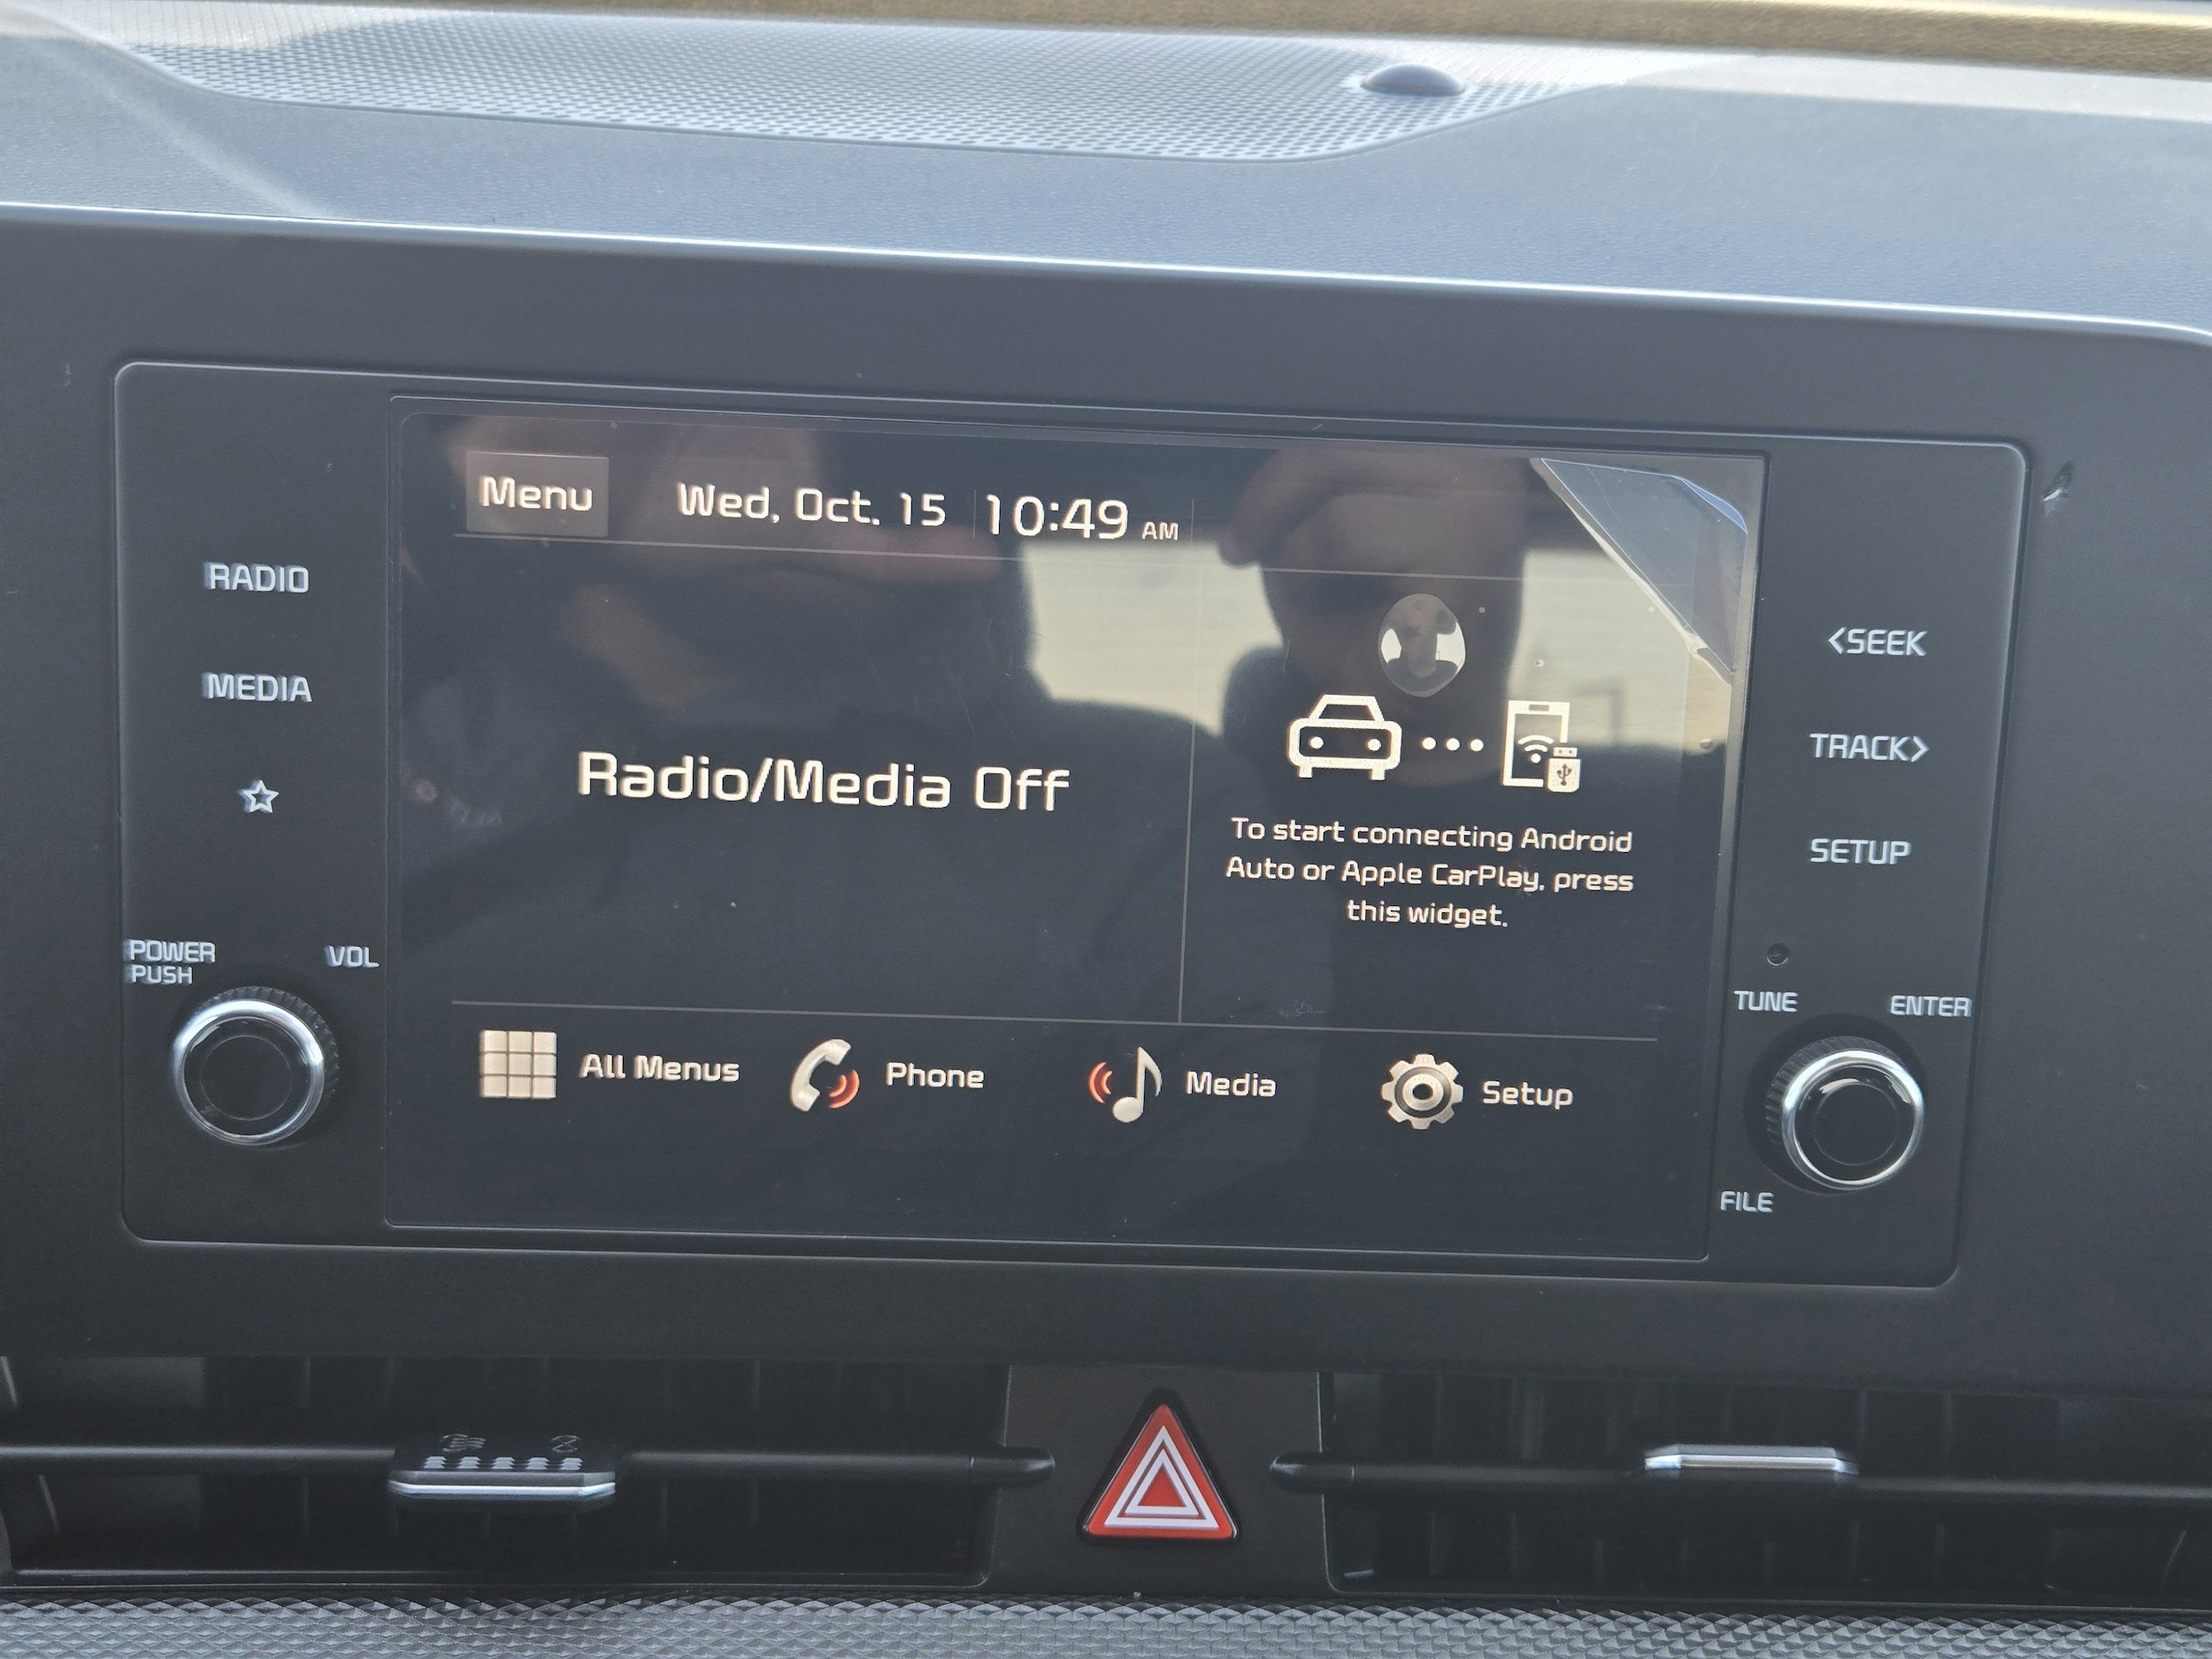 Menu
Wed, Oct. 15 10:49 AM
RADIO
MEDIA
POWER
PUSH
VOL
Radio/Media Off
To start connecting Android
Auto or Apple CarPlay, press
this widget.
All Menus
Phone
Media
Setup
<SEEK
TRACK>
SETUP
TUNE
ENTER
FILE